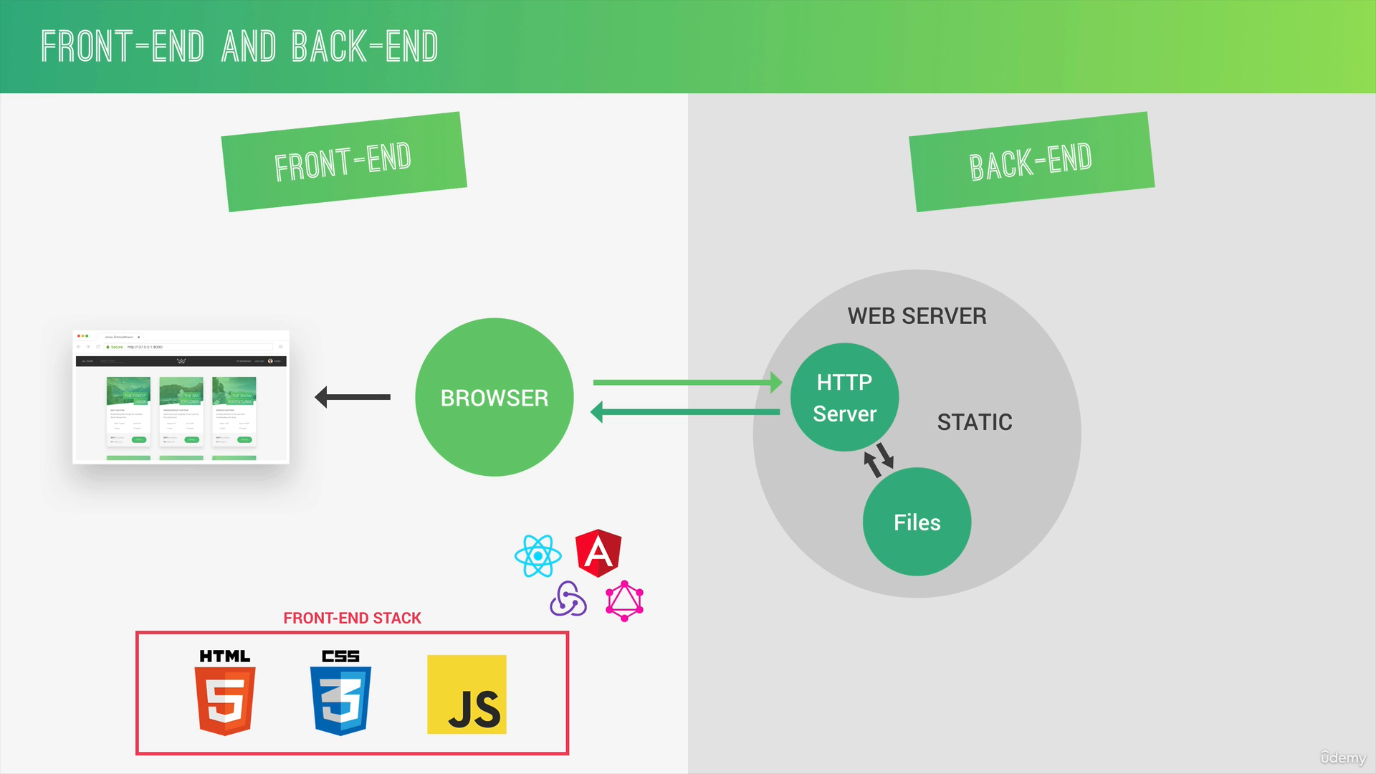 FRONT-END AND BACK-END
FRONT-END
BACK-END
WEB SERVER
HTTP
Server
STATIC
Files
BROWSER
FRONT-END STACK
HTML
CSS
JS
ûdemy